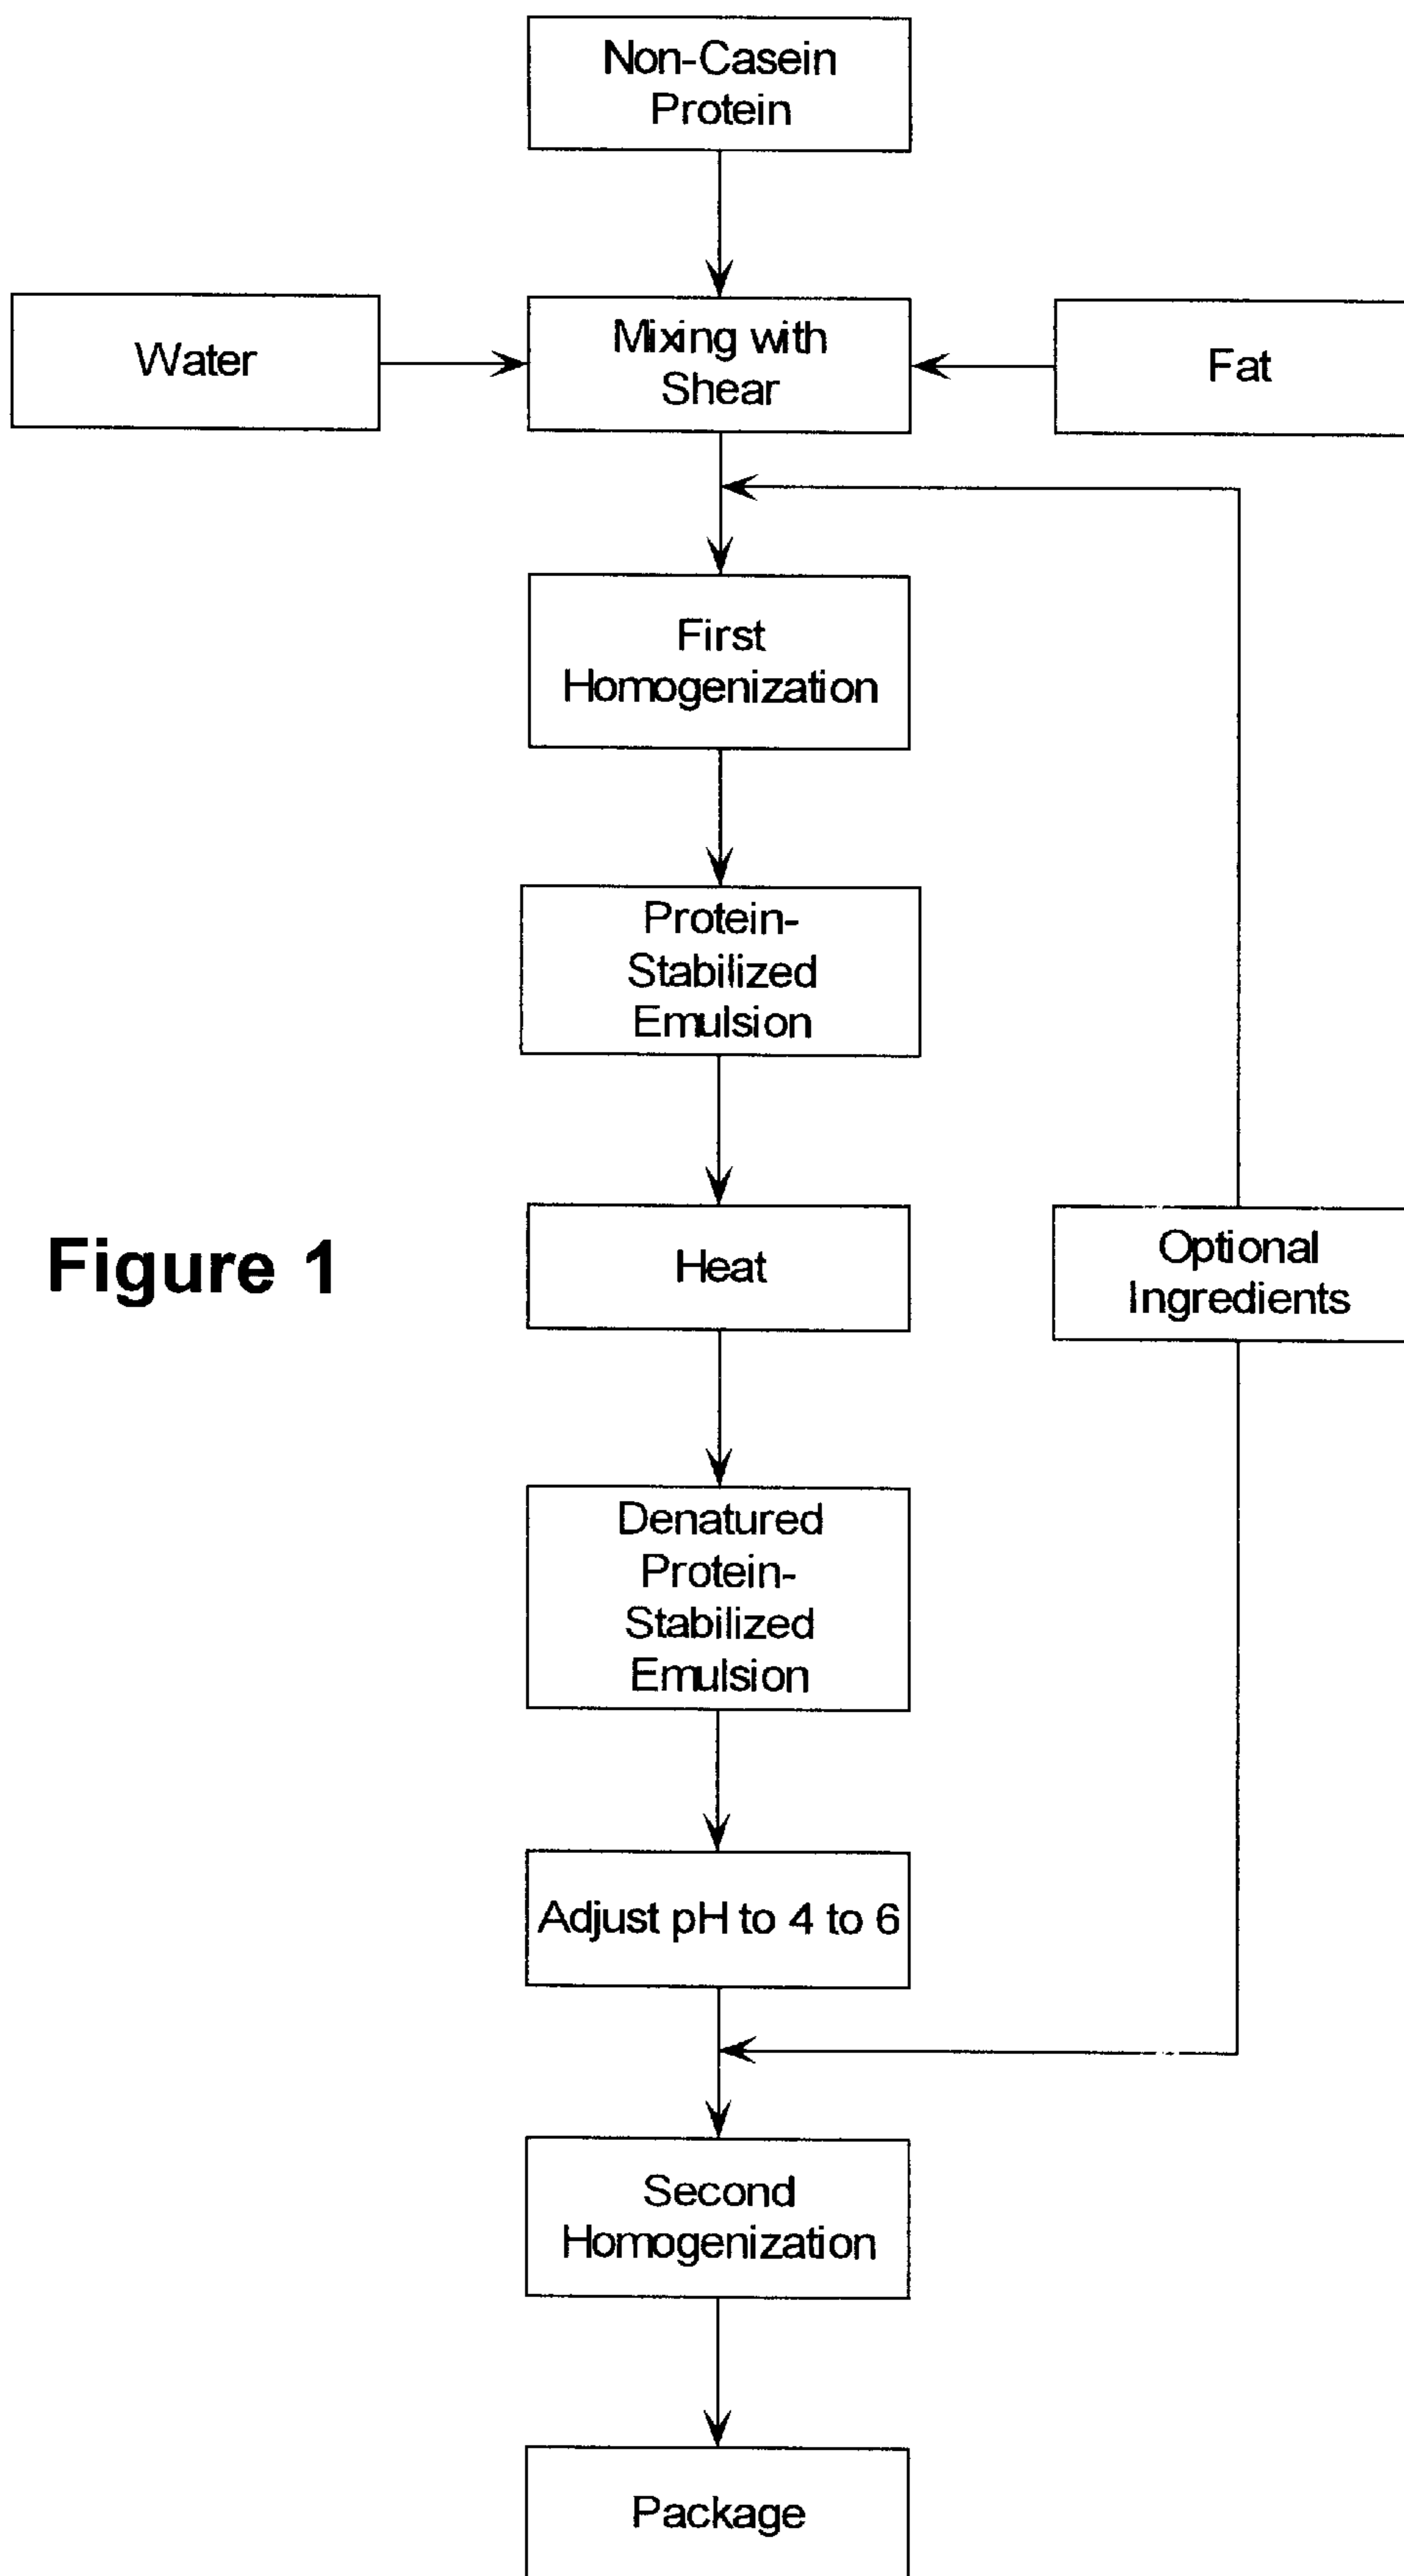 Non-Casein
Protein
Water
Mixing with
Shear
Fat
First
Homogenization
Protein-
Stabilized
Emulsion
Figure 1
Heat
Optional
Ingredients
Denatured
Protein-
Stabilized
Emulsion
Adjust pH to 4 to 6
Second
Homogenization
Package